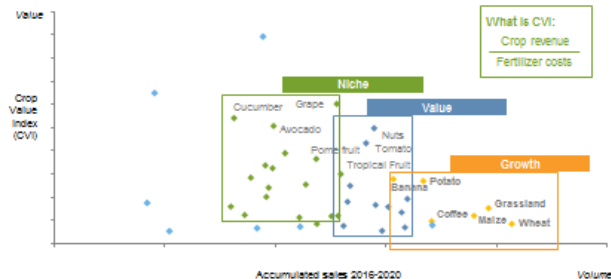 Value
What is CVI:
Crop revenue
Fertilizer costs
Niche
Crop
Value
Index
(CVI)
Cucumber
Grape
Value
Avocado
Nuts
Pome fruit
Tomato
Tropical Fruit
Growth
Banana
Potato
Grassland
Coffee
Maize
Wheat
Accumulated sales 2016-2020
Volume